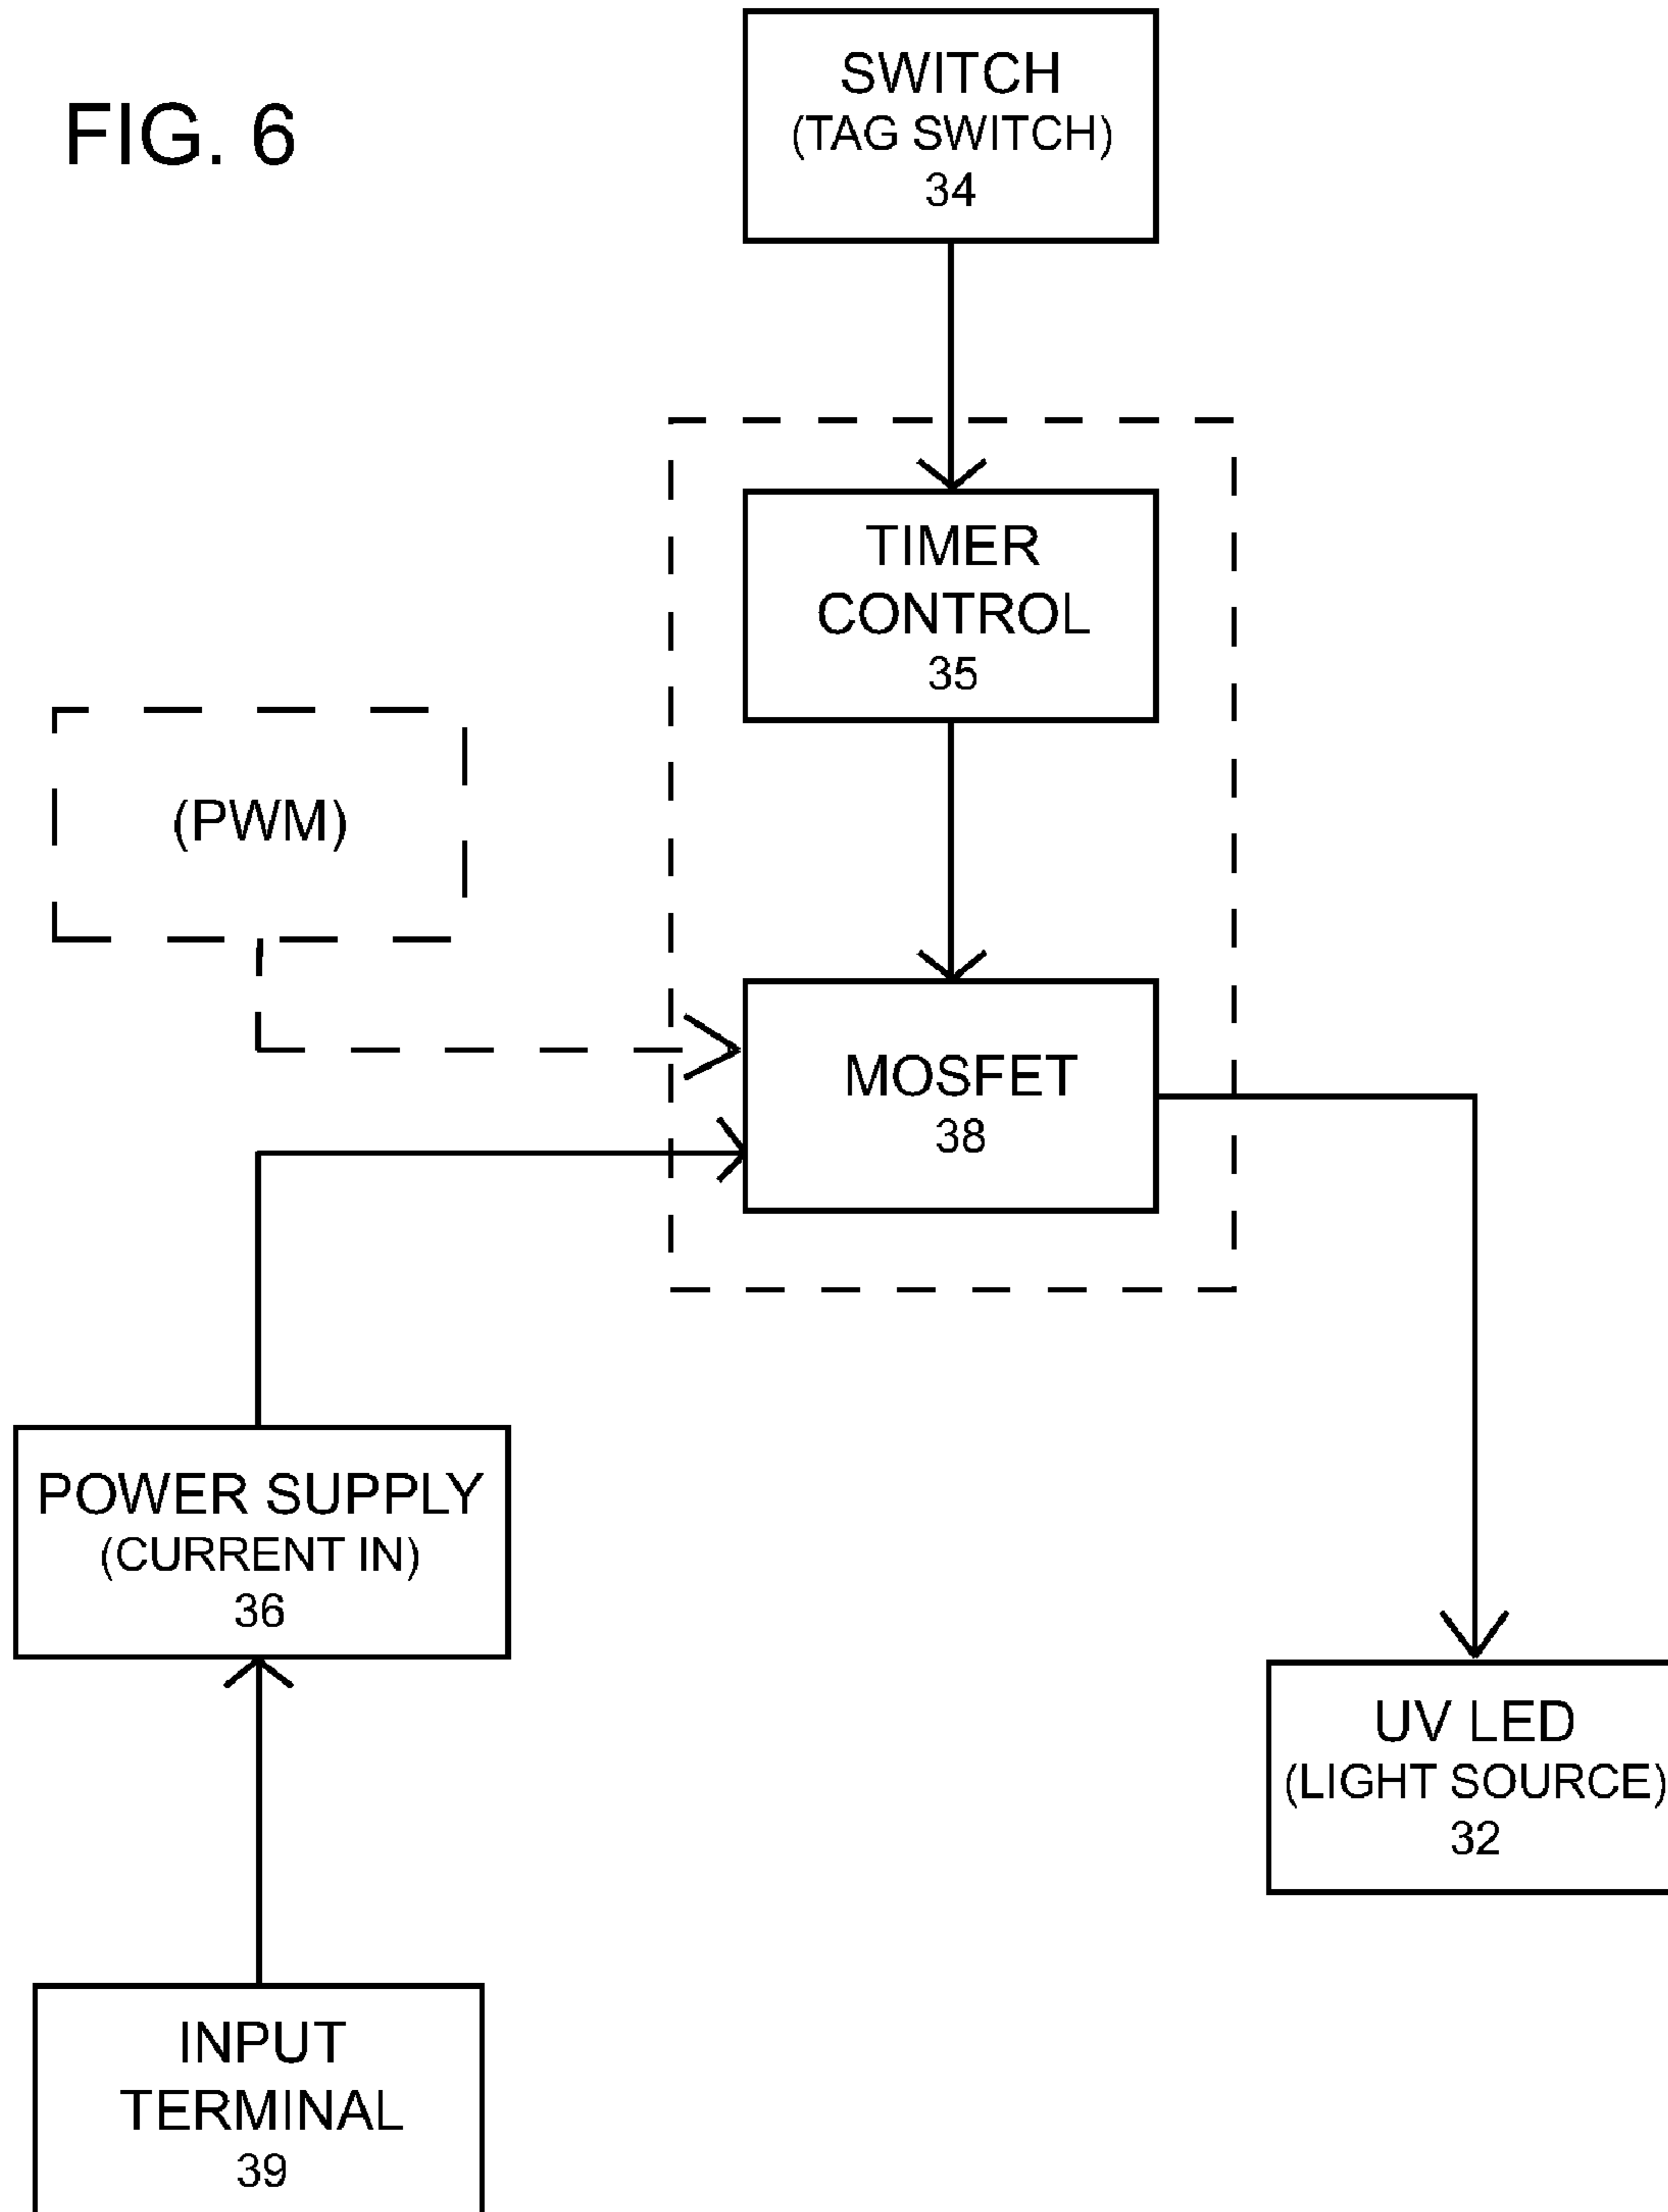 FIG. 6
SWITCH
(TAG SWITCH)
34
TIMER
CONTROL
35
(PWM)
MOSFET
38
POWER SUPPLY
(CURRENT IN)
36
UV LED
(LIGHT SOURCE)
32
INPUT
TERMINAL
39